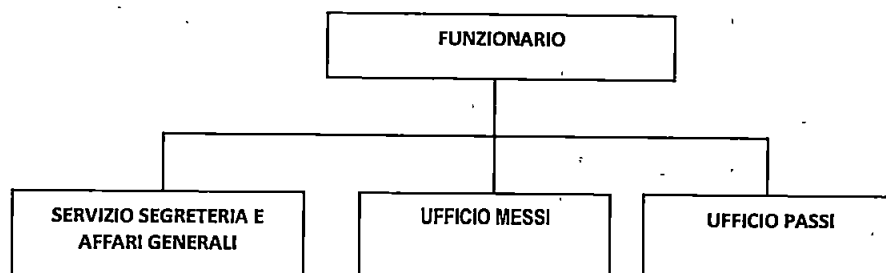 FUNZIONARIO
SERVIZIO SEGRETERIA E
AFFARI GENERALI
UFFICIO MESSI
UFFICIO PASSI